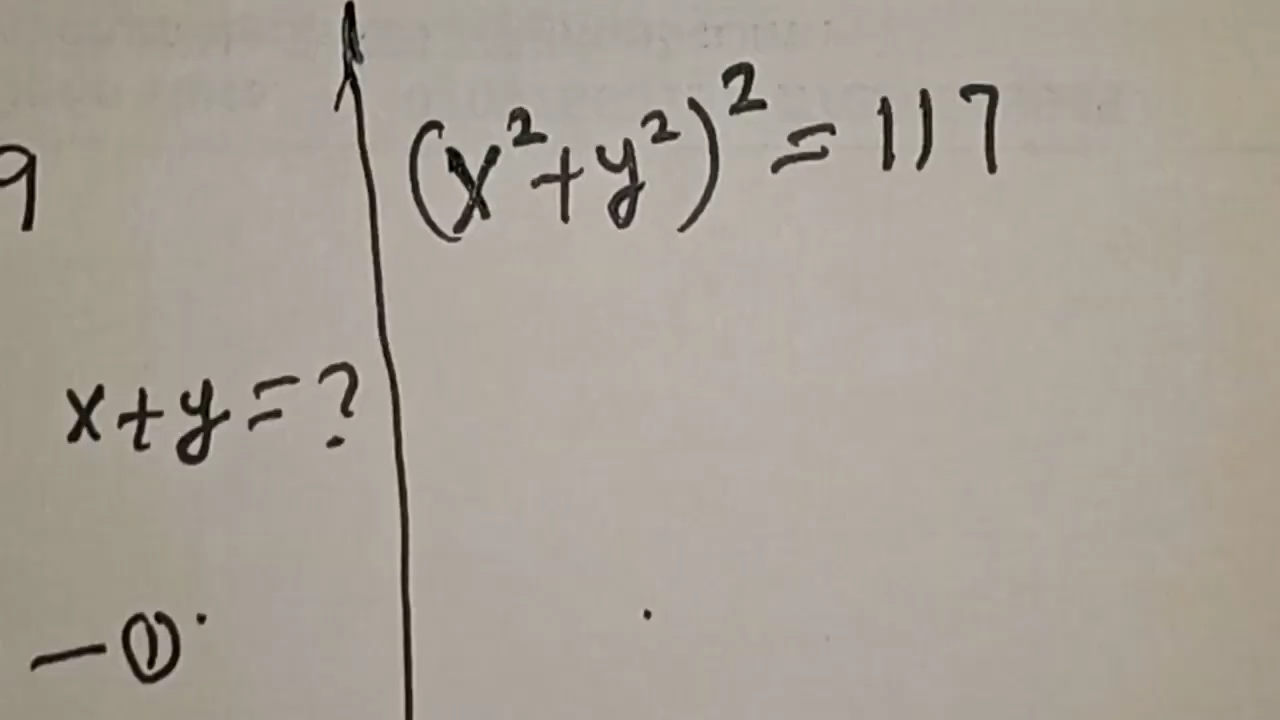 9
x+y=?
—①
(x²+y²)²=117